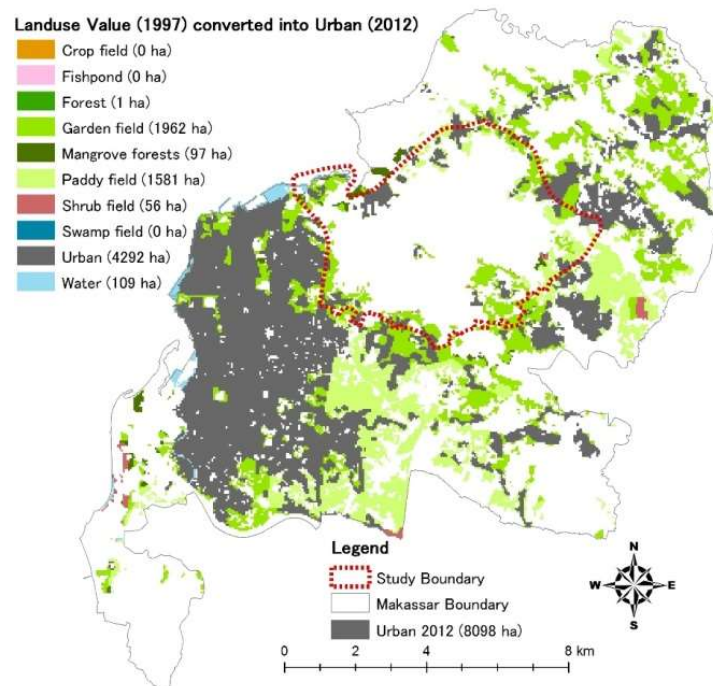 Landuse Value (1997) converted into Urban (2012)
Crop field (0 ha)
Fishpond (0 ha)
Forest (1 ha)
Garden field (1962 ha)
Mangrove forests (97 ha)
Paddy field (1581 ha)
Shrub field (56 ha)
Swamp field (0 ha)
Urban (4292 ha)
Water (109 ha)
Legend
Study Boundary
Makassar Boundary
Urban 2012 (8098 ha)
N
W E
S
0 2 4 8 km